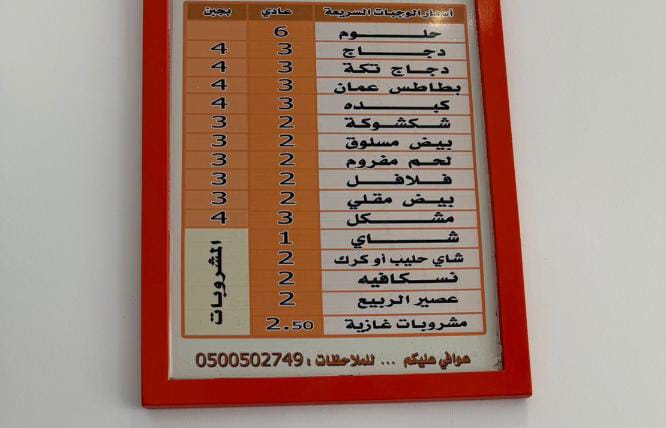 أسعار الوجبات السريعة عادي بجبن
حلوم 6
دجاج 3 4
دجاج تكة 3 4
بطاطس عمان 3 4
كبده 3 4
شكشوكة 2 3
بيض مسلوق 2 3
لحم مفروم 2 3
فلافل 2 3
بيض مقلي 2 3
مشكل 3 4
المشروبات
شاي 1
شاي حليب أو كرك 2
نسكافيه 2
عصير الربيع 2
مشروبات غازية 2.50
عوافي عليكم ... للملاحظات : 0500502749